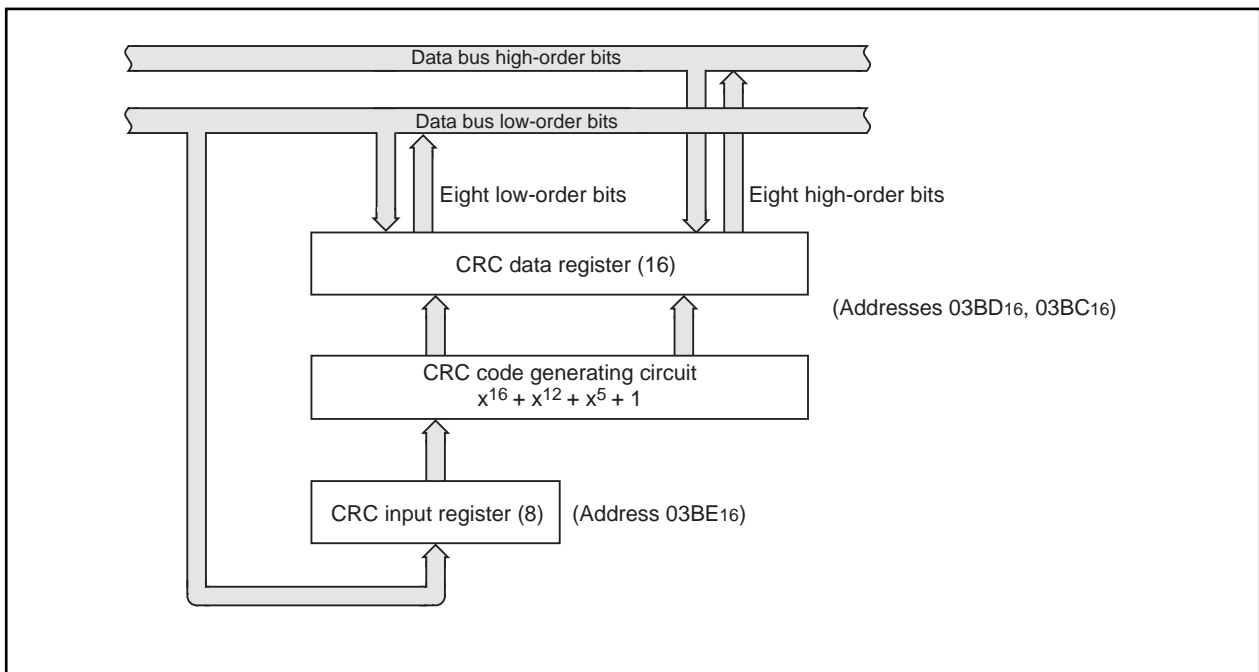 Data bus high-order bits
Data bus low-order bits
Eight low-order bits
Eight high-order bits
CRC data register (16)
(Addresses 03BD16, 03BC16)
CRC code generating circuit
x16 + x12 + x5 + 1
CRC input register (8)
(Address 03BE16)